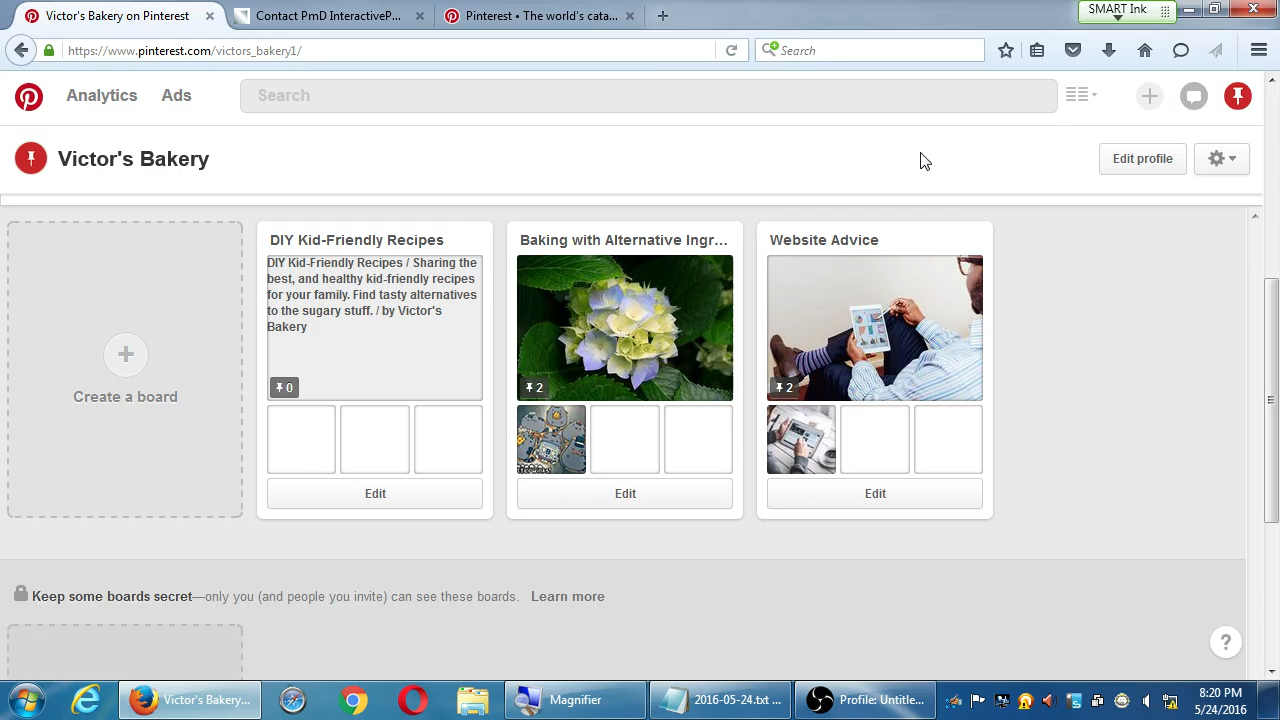 Victor's Bakery on Pinterest
Contact PmD InteractiveP...
Pinterest • The world's cata...
SMART Ink
https://www.pinterest.com/victors_bakery1/
Search
Analytics
Ads
Search
Victor's Bakery
Edit profile
Create a board
DIY Kid-Friendly Recipes
DIY Kid-Friendly Recipes / Sharing the
best, and healthy kid-friendly recipes
for your family. Find tasty alternatives
to the sugary stuff. / by Victor's
Bakery
0
Edit
Baking with Alternative Ingr...
2
Edit
Website Advice
2
Edit
Keep some boards secret—only you (and people you invite) can see these boards. Learn more
?
Victor's Bakery...
Magnifier
2016-05-24.txt ...
Profile: Untitle...
8:20 PM
5/24/2016